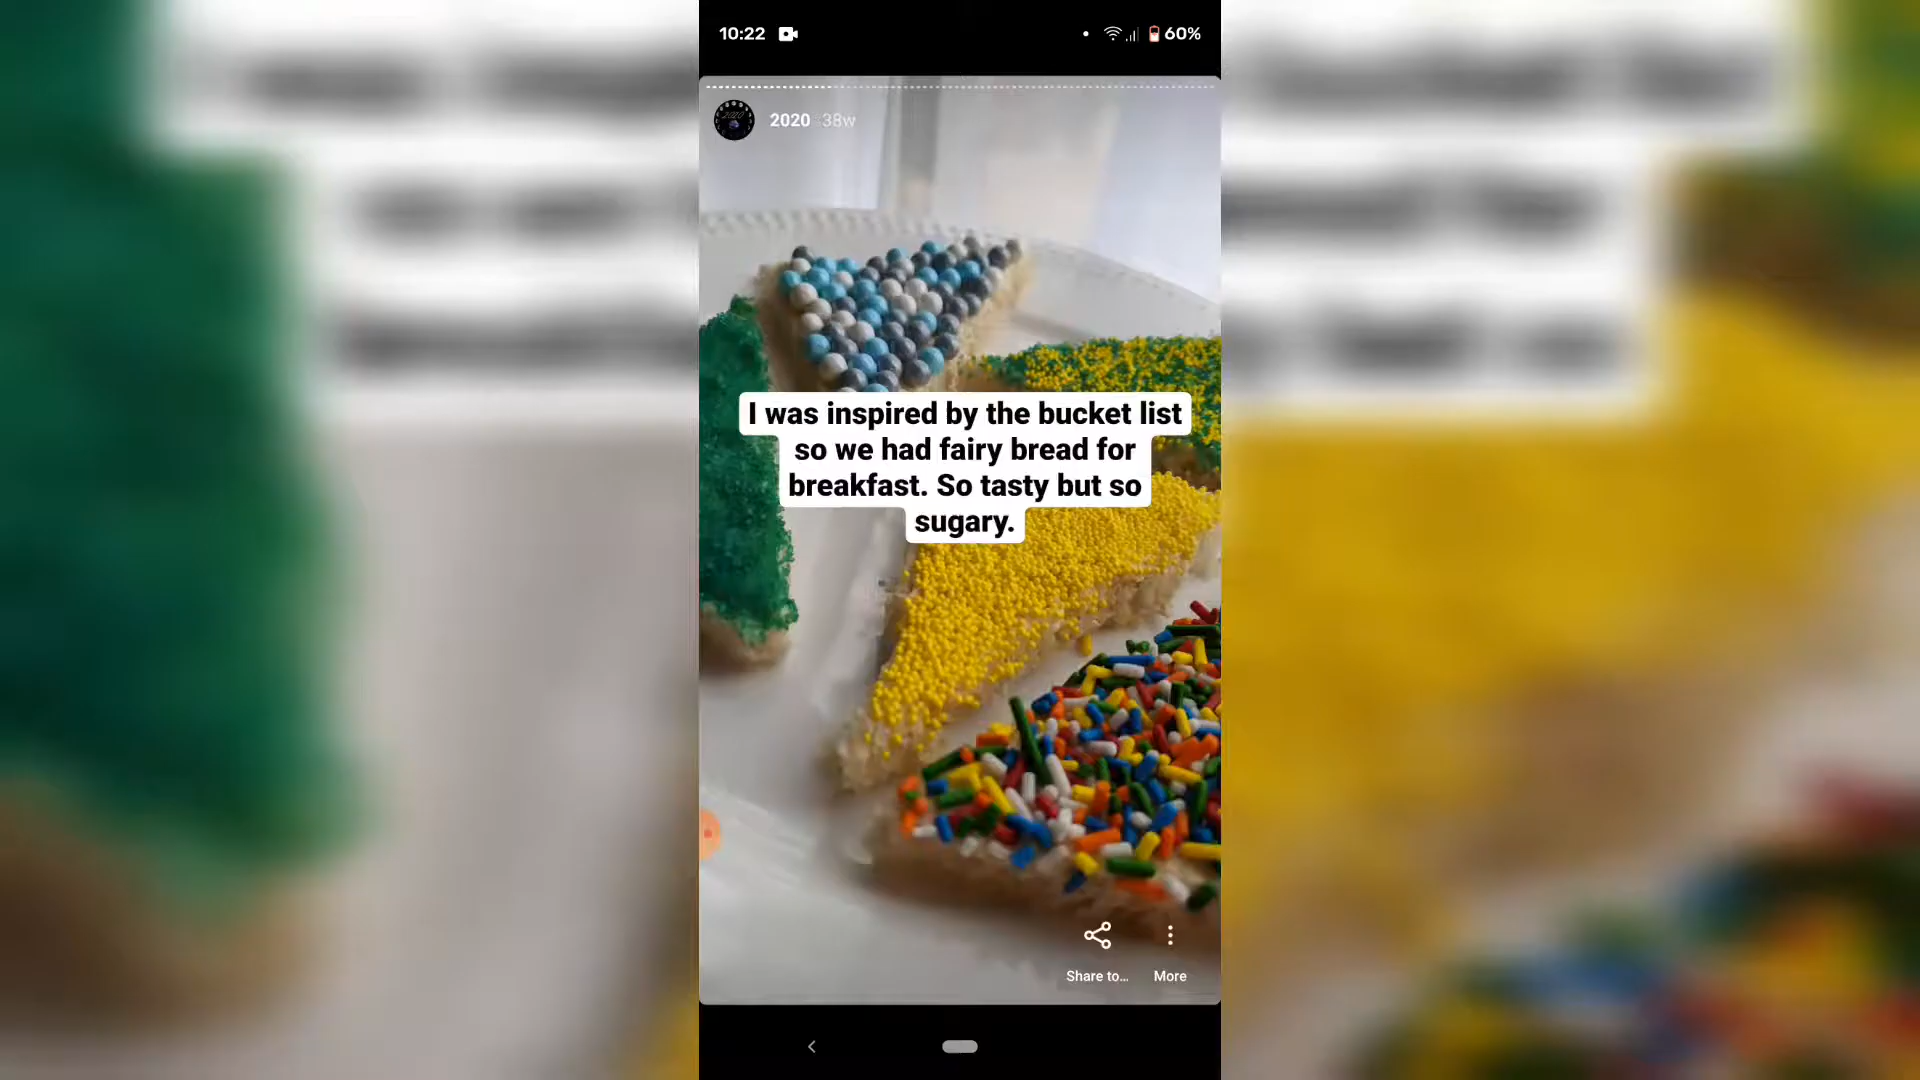 10:22
60%
2020 38w
I was inspired by the bucket list
so we had fairy bread for
breakfast. So tasty but so
sugary.
Share to...
More